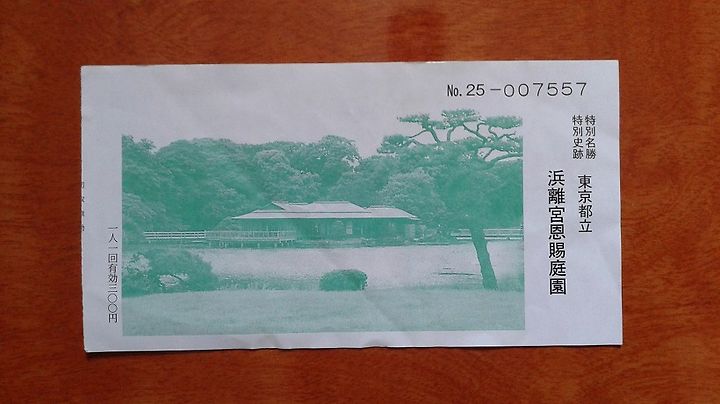 No. 25-007557
特別名勝
特別史跡
東京都立
浜離宮恩賜庭園
一人一回有効三〇〇円